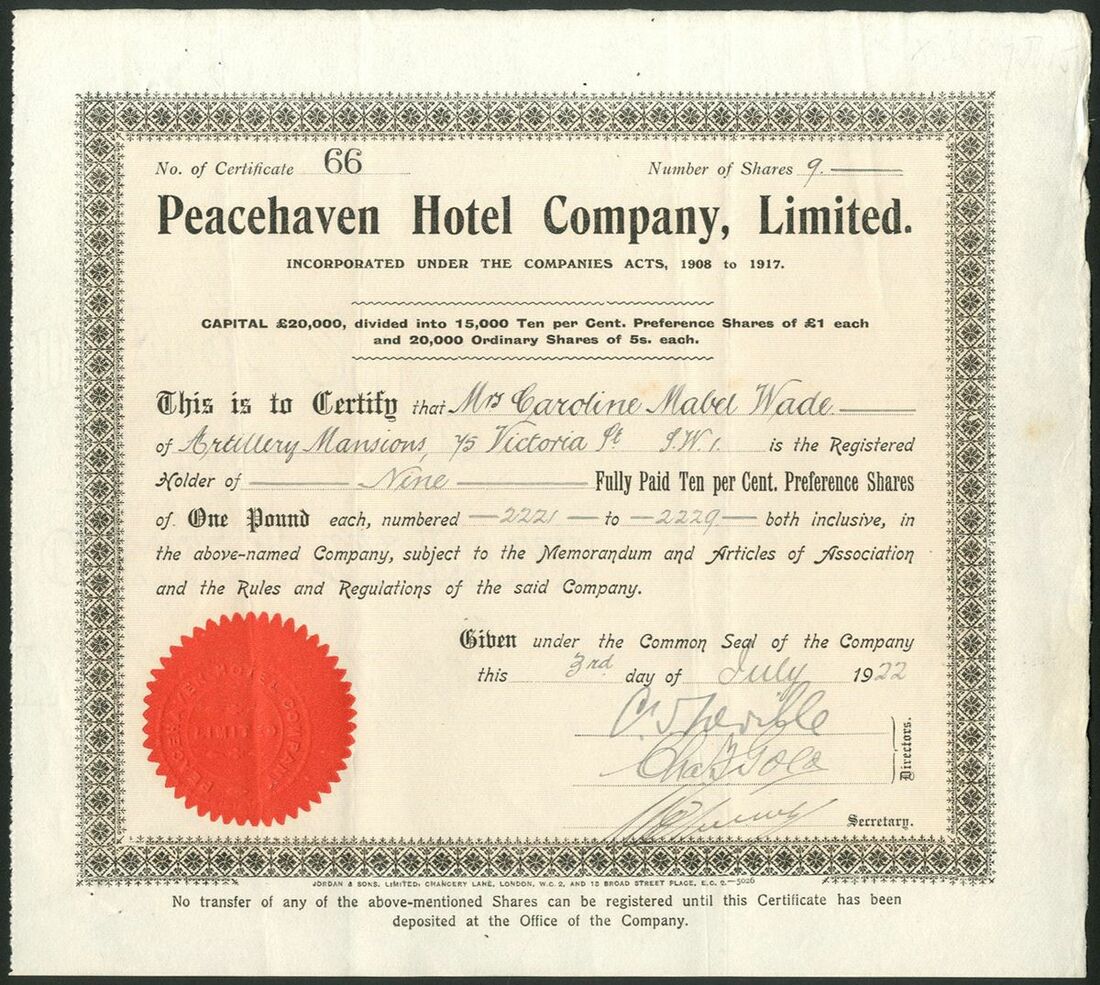 No. of Certificate 66 Number of Shares 9.
Peacehaven Hotel Company, Limited.
INCORPORATED UNDER THE COMPANIES ACTS, 1908 to 1917.
CAPITAL £20,000, divided into 15,000 Ten per Cent. Preference Shares of £1 each
and 20,000 Ordinary Shares of 5s. each.
This is to Certify that Mrs Caroline Mabel Wade
of Artillery Mansions, 75 Victoria St S.W.1. is the Registered
Holder of Nine Fully Paid Ten per Cent. Preference Shares
of One Pound each, numbered 2221 to 2229 both inclusive, in
the above-named Company, subject to the Memorandum and Articles of Association
and the Rules and Regulations of the said Company.
Given under the Common Seal of the Company
this 3rd day of July 1922
Directors.
Secretary.
PEACEHAVEN HOTEL COMPANY
LIMITED
JORDAN & SONS, LIMITED, CHANCERY LANE, LONDON, W.C. 2, AND 13 BROAD STREET PLACE, E.C. 2.—5026
No transfer of any of the above-mentioned Shares can be registered until this Certificate has been
deposited at the Office of the Company.